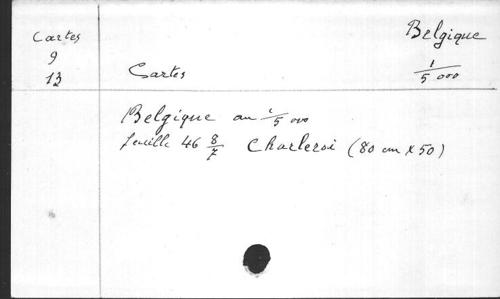 Cartes
9
13
Belgique
1/5 000
Cartes
Belgique au 1/5 000
feuille 46 8/7 Charleroi (80 cm x 50)